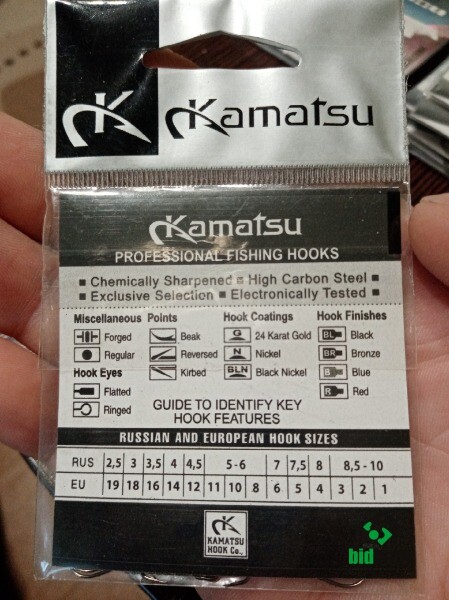 K Kamatsu
Kamatsu
PROFESSIONAL FISHING HOOKS
■ Chemically Sharpened ■ High Carbon Steel ■
■ Exclusive Selection ■ Electronically Tested ■
Miscellaneous Points Hook Coatings Hook Finishes
Forged Beak G 24 Karat Gold BL Black
Regular Reversed N Nickel BR Bronze
Hook Eyes Kirbed BLN Black Nickel B Blue
Flatted R Red
Ringed
GUIDE TO IDENTIFY KEY
HOOK FEATURES
RUSSIAN AND EUROPEAN HOOK SIZES
RUS 2,5 3 3,5 4 4,5 5-6 7 7,5 8 8,5 - 10
EU 19 18 16 14 12 11 10 8 6 5 4 3 2 1
K
KAMATSU
HOOK Co.,
bid